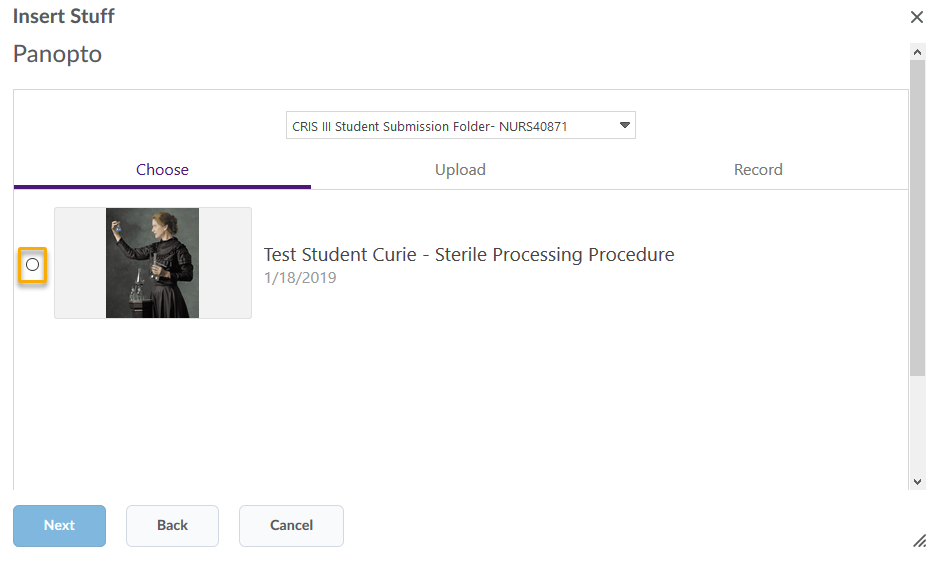 Insert Stuff
Panopto
CRIS III Student Submission Folder- NURS40871
Choose
Upload
Record
Test Student Curie - Sterile Processing Procedure
1/18/2019
Next
Back
Cancel